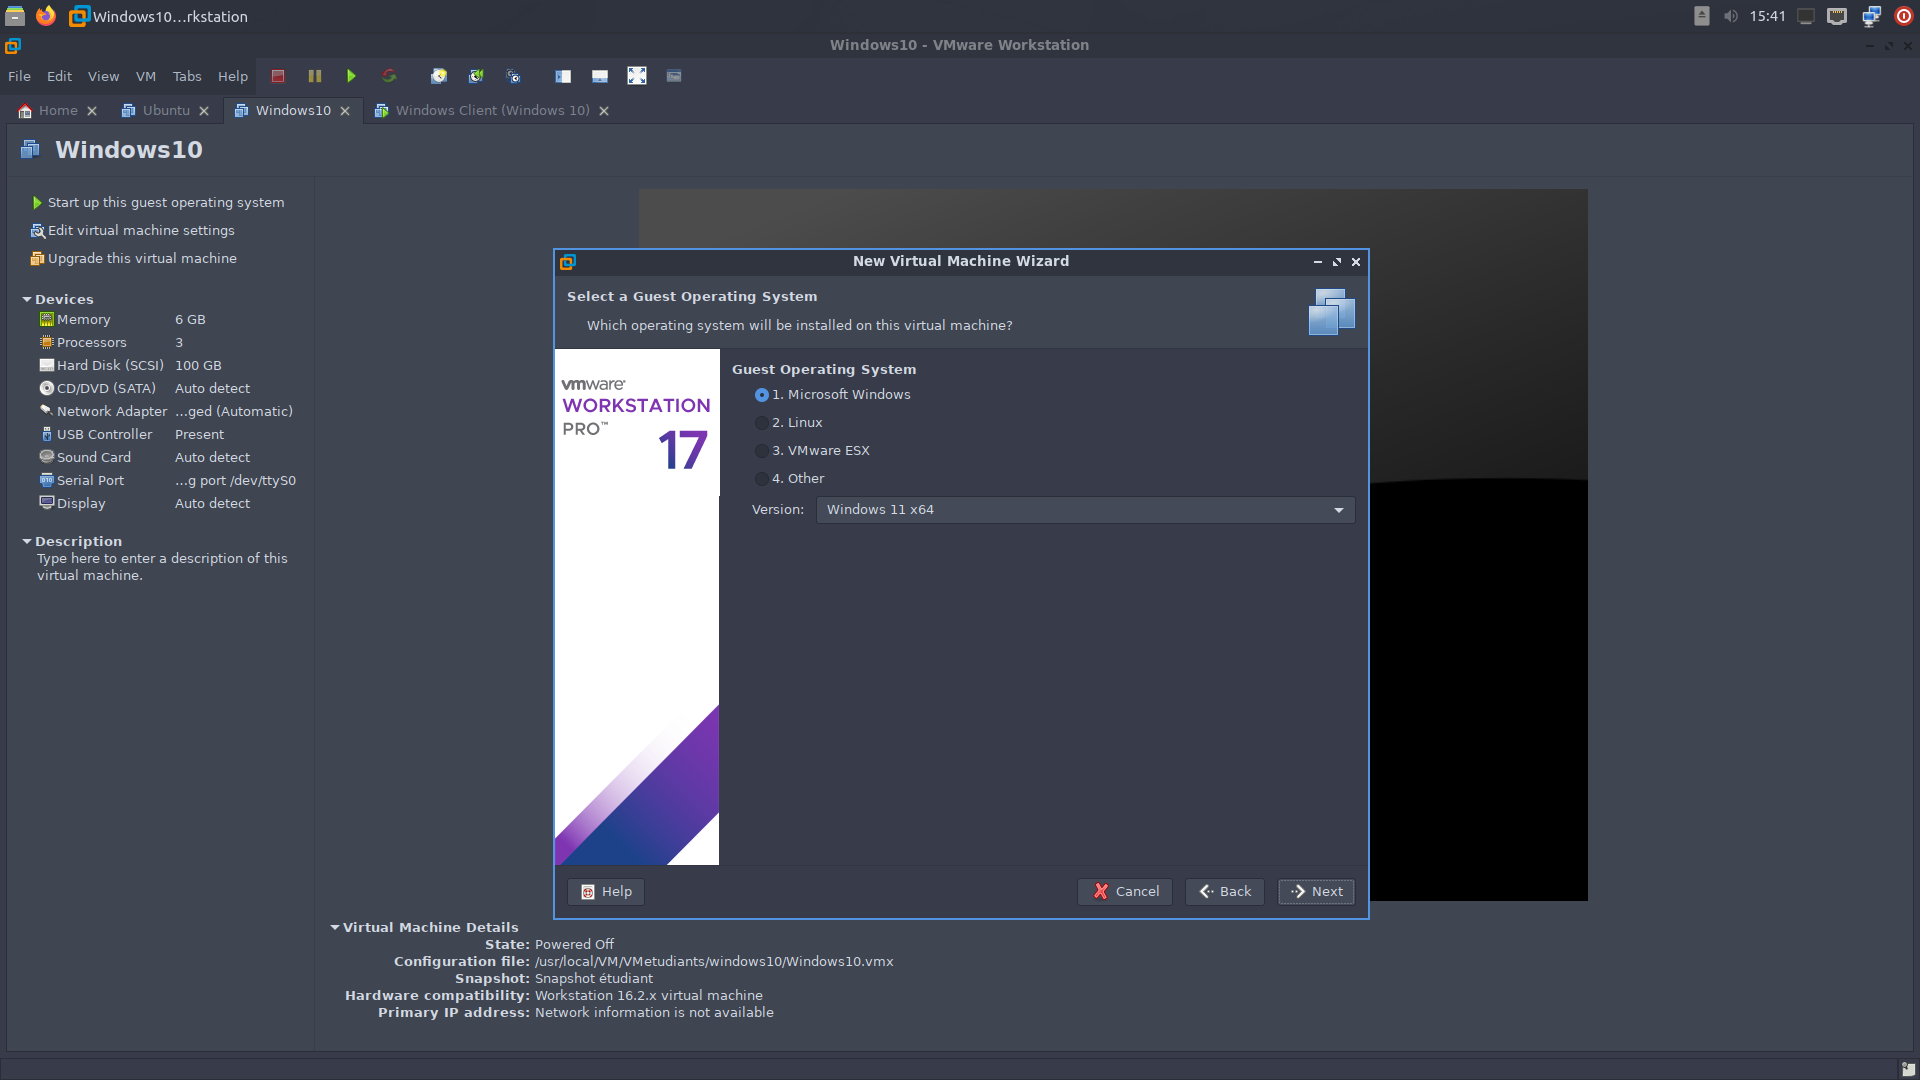 Windows10...rkstation
15:41
Windows10 - VMware Workstation
File Edit View VM Tabs Help
Home Ubuntu Windows10 Windows Client (Windows 10)
Windows10
Start up this guest operating system
Edit virtual machine settings
Upgrade this virtual machine
Devices
Memory 6 GB
Processors 3
Hard Disk (SCSI) 100 GB
CD/DVD (SATA) Auto detect
Network Adapter ...ged (Automatic)
USB Controller Present
Sound Card Auto detect
Serial Port ...g port /dev/ttyS0
Display Auto detect
Description
Type here to enter a description of this
virtual machine.
New Virtual Machine Wizard
Select a Guest Operating System
Which operating system will be installed on this virtual machine?
vmware
WORKSTATION
PRO™
17
Guest Operating System
1. Microsoft Windows
2. Linux
3. VMware ESX
4. Other
Version: Windows 11 x64
Help Cancel Back Next
Virtual Machine Details
State: Powered Off
Configuration file: /usr/local/VM/VMetudiants/windows10/Windows10.vmx
Snapshot: Snapshot étudiant
Hardware compatibility: Workstation 16.2.x virtual machine
Primary IP address: Network information is not available